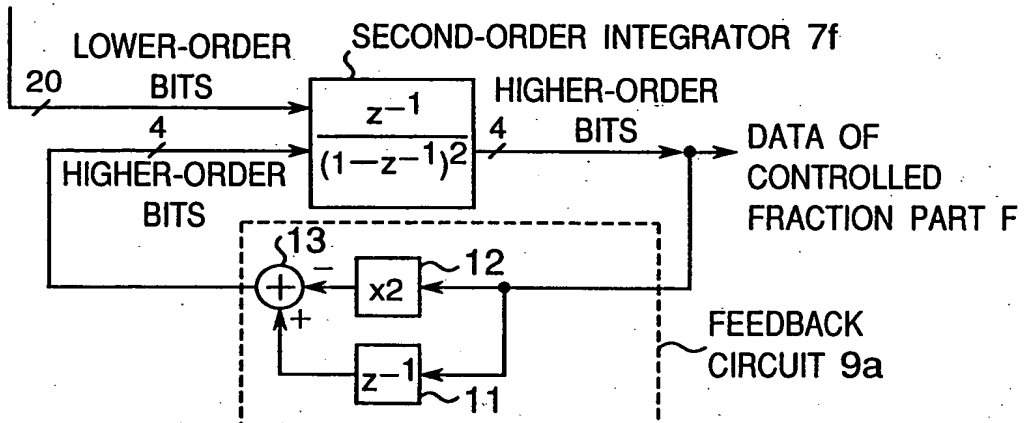 SECOND-ORDER INTEGRATOR 7f
LOWER-ORDER
BITS
20
z−1
(1−z−1)2
HIGHER-ORDER
BITS
4
4
HIGHER-ORDER
BITS
DATA OF
CONTROLLED
FRACTION PART F
13
−
+
+
x2
12
z−1
11
FEEDBACK
CIRCUIT 9a